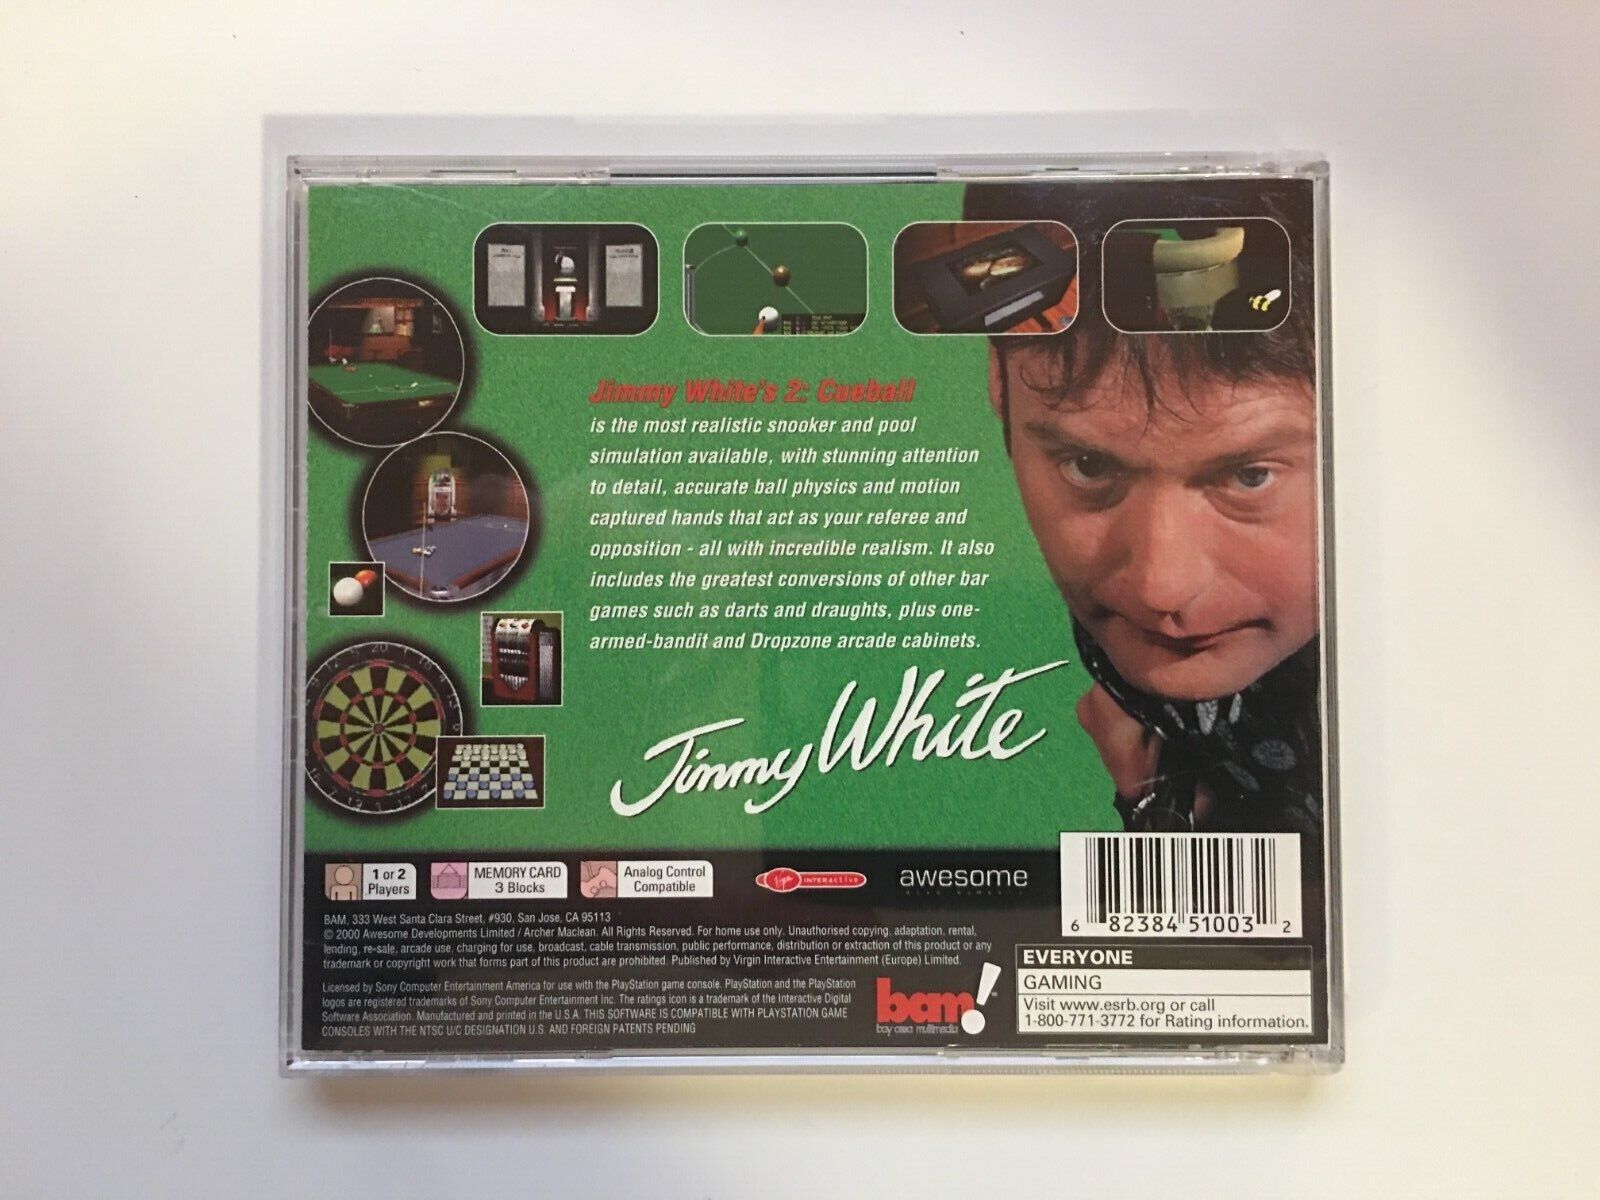 Jimmy White's 2: Cueball
is the most realistic snooker and pool
simulation available, with stunning attention
to detail, accurate ball physics and motion
captured hands that act as your referee and
opposition - all with incredible realism. It also
includes the greatest conversions of other bar
games such as darts and draughts, plus one-
armed-bandit and Dropzone arcade cabinets.
Jimmy White
1 or 2
Players
MEMORY CARD
3 Blocks
Analog Control
Compatible
Virgin INTERactive
awesome
BAM, 333 West Santa Clara Street, #930, San Jose, CA 95113
© 2000 Awesome Developments Limited / Archer Maclean. All Rights Reserved. For home use only. Unauthorised copying, adaptation, rental,
lending, re-sale, arcade use, charging for use, broadcast, cable transmission, public performance, distribution or extraction of this product or any
trademark or copyright work that forms part of this product are prohibited. Published by Virgin Interactive Entertainment (Europe) Limited.
Licensed by Sony Computer Entertainment America for use with the PlayStation game console. PlayStation and the PlayStation
logos are registered trademarks of Sony Computer Entertainment Inc. The ratings icon is a trademark of the Interactive Digital
Software Association. Manufactured and printed in the U.S.A. THIS SOFTWARE IS COMPATIBLE WITH PLAYSTATION GAME
CONSOLES WITH THE NTSC U/C DESIGNATION U.S. AND FOREIGN PATENTS PENDING
bam!
bay area multimedia
6 82384 51003 2
EVERYONE
GAMING
Visit www.esrb.org or call
1-800-771-3772 for Rating information.